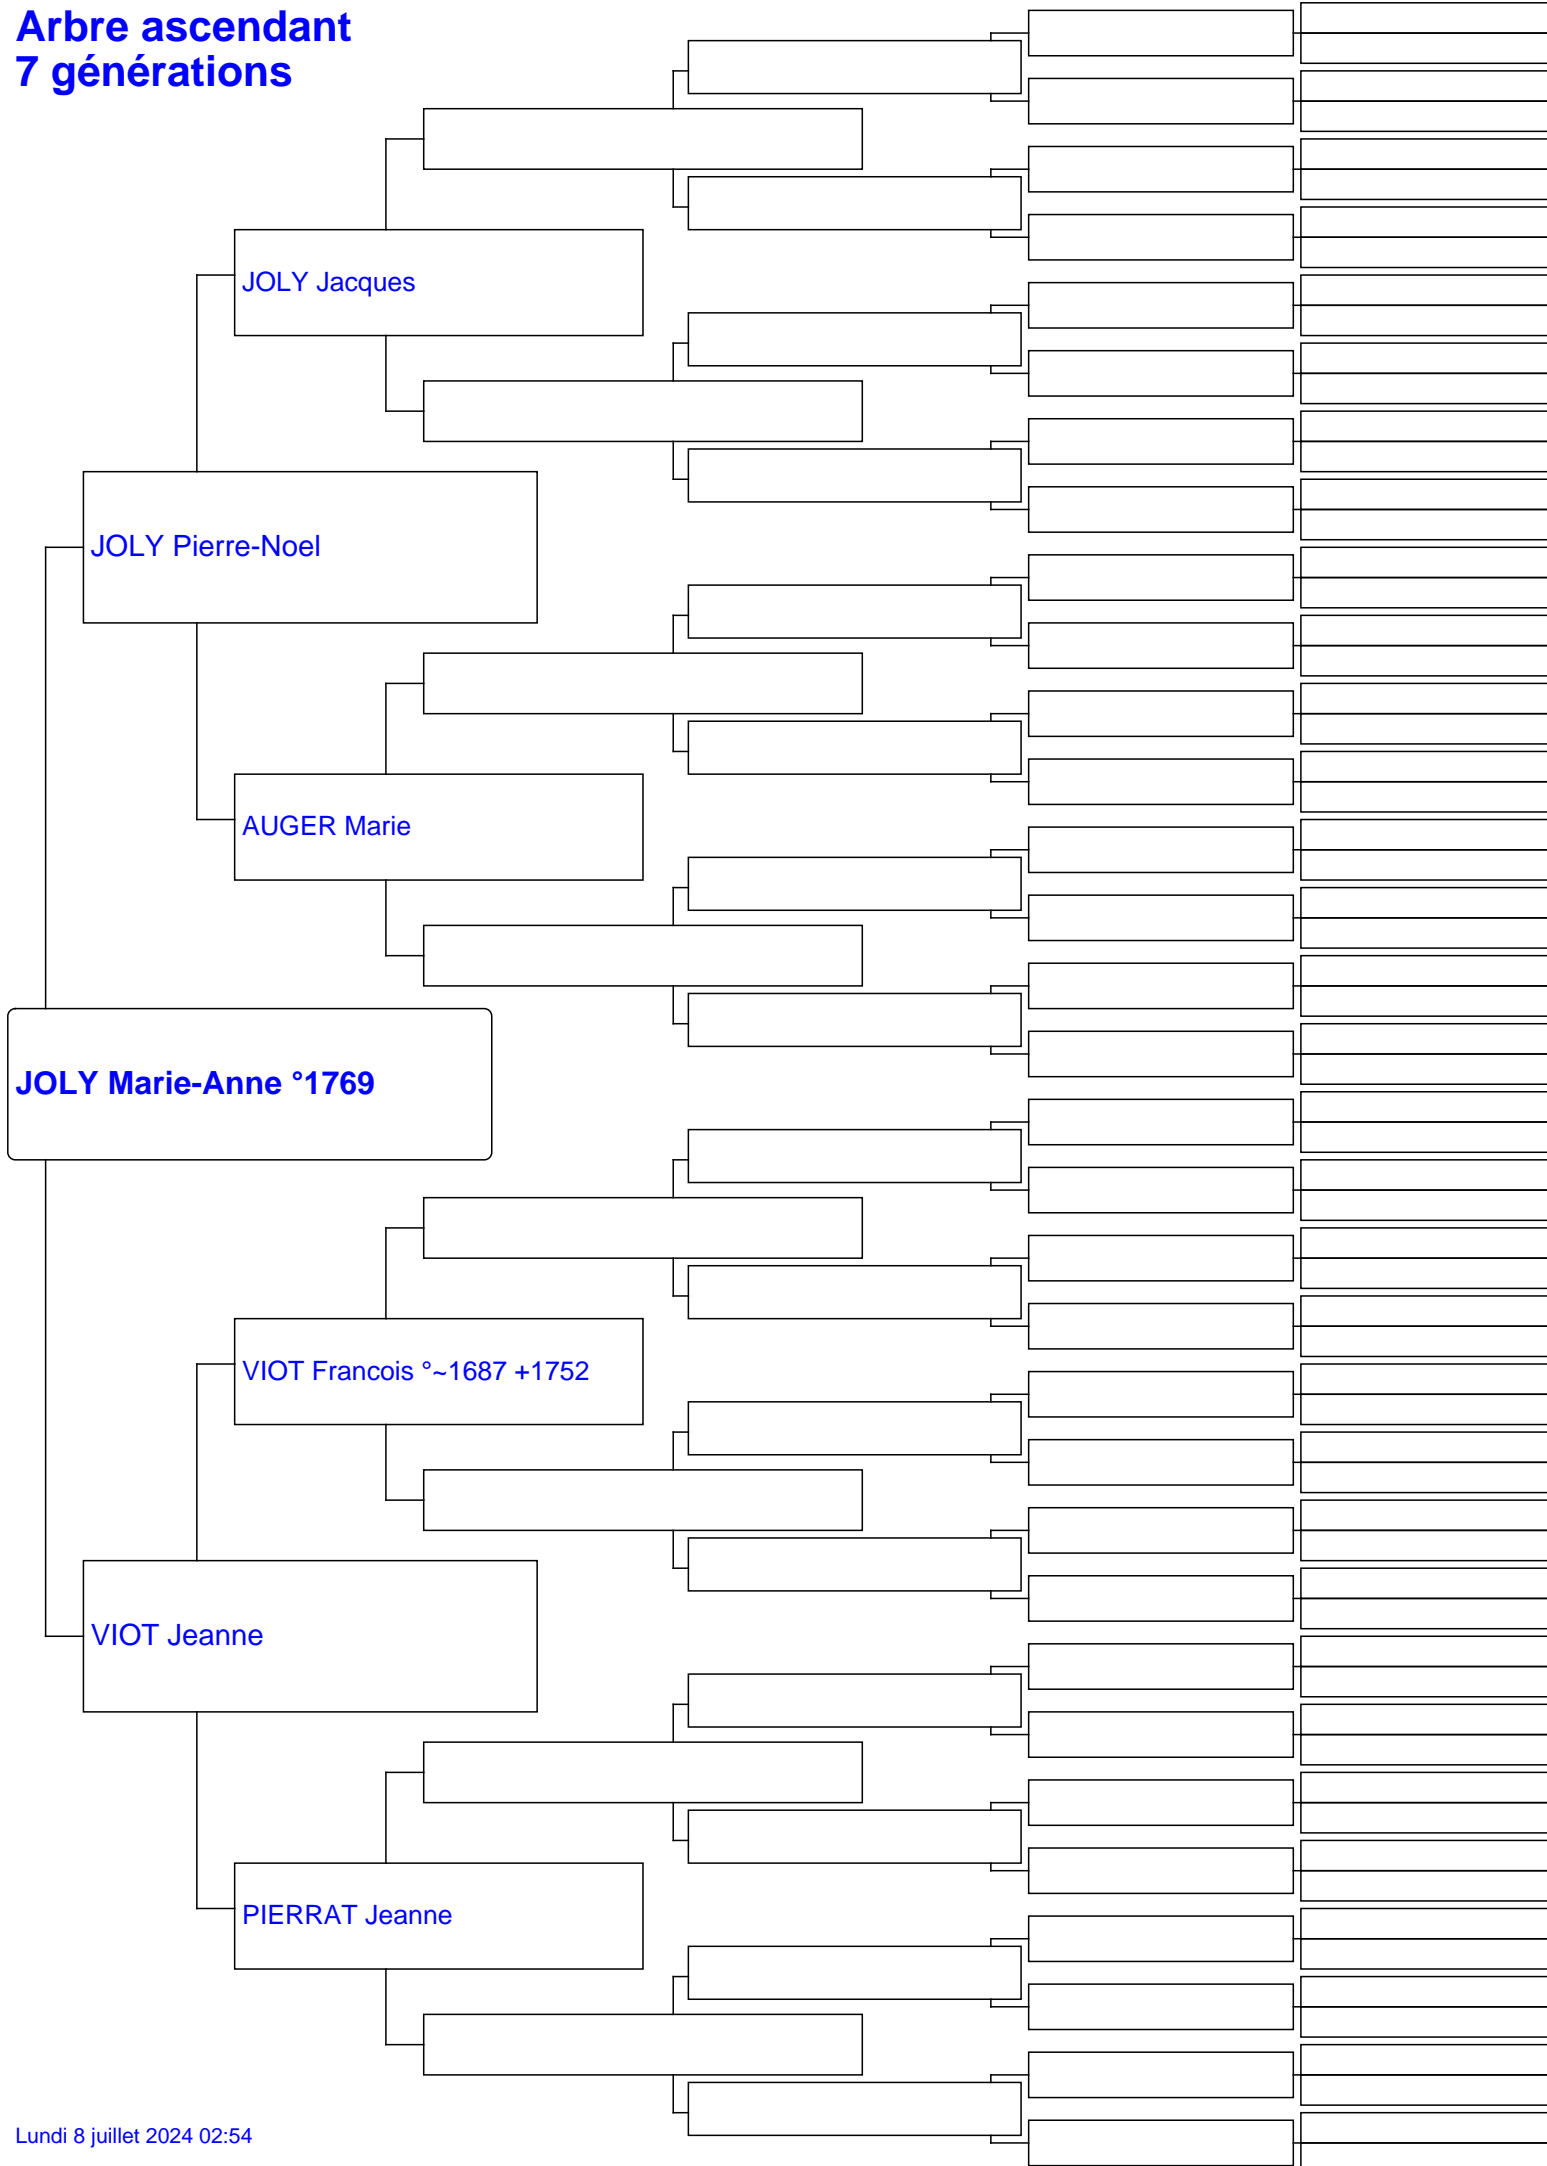 Arbre ascendant
7 générations
JOLY Jacques
JOLY Pierre-Noel
AUGER Marie
JOLY Marie-Anne °1769
VIOT Francois °~1687 +1752
VIOT Jeanne
PIERRAT Jeanne
Lundi 8 juillet 2024 02:54